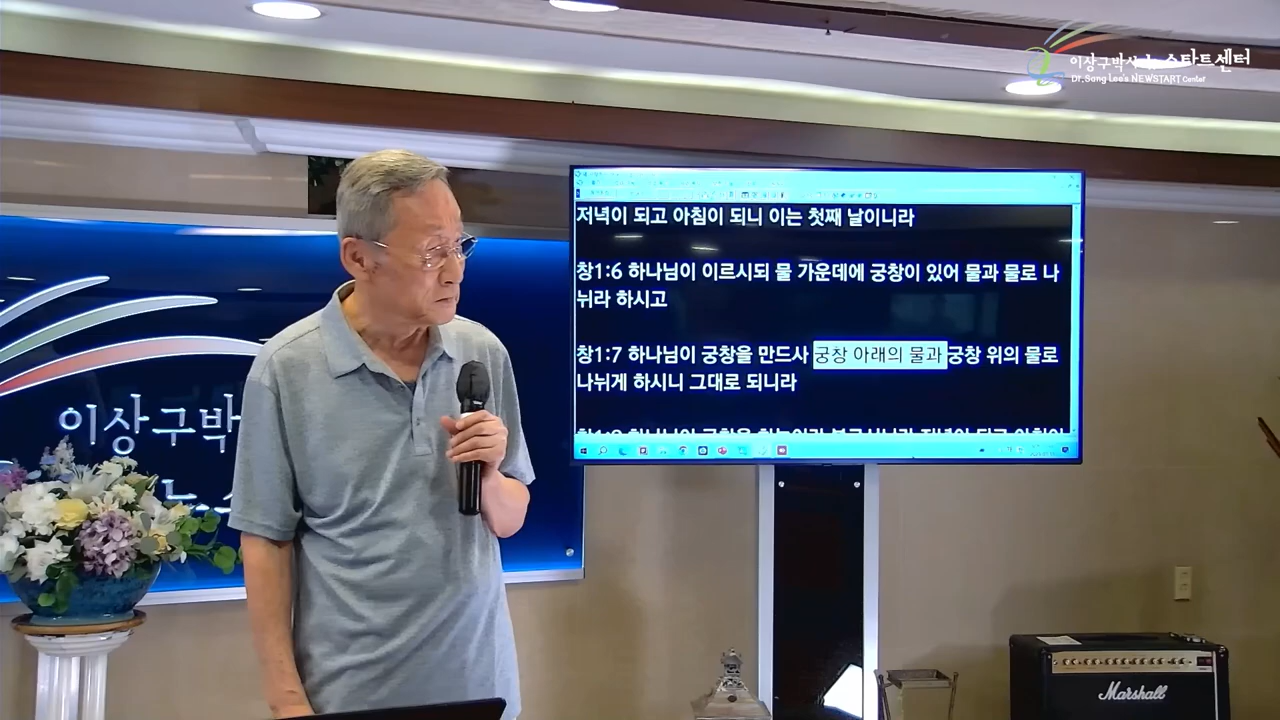 이상구박사 뉴스타트센터
Dr. Sang Lee's NEWSTART Center
저녁이 되고 아침이 되니 이는 첫째 날이니라
창1:6 하나님이 이르시되 물 가운데에 궁창이 있어 물과 물로 나
뉘라 하시고
창1:7 하나님이 궁창을 만드사 궁창 아래의 물과 궁창 위의 물로
나뉘게 하시니 그대로 되니라
이상구박
Marshall